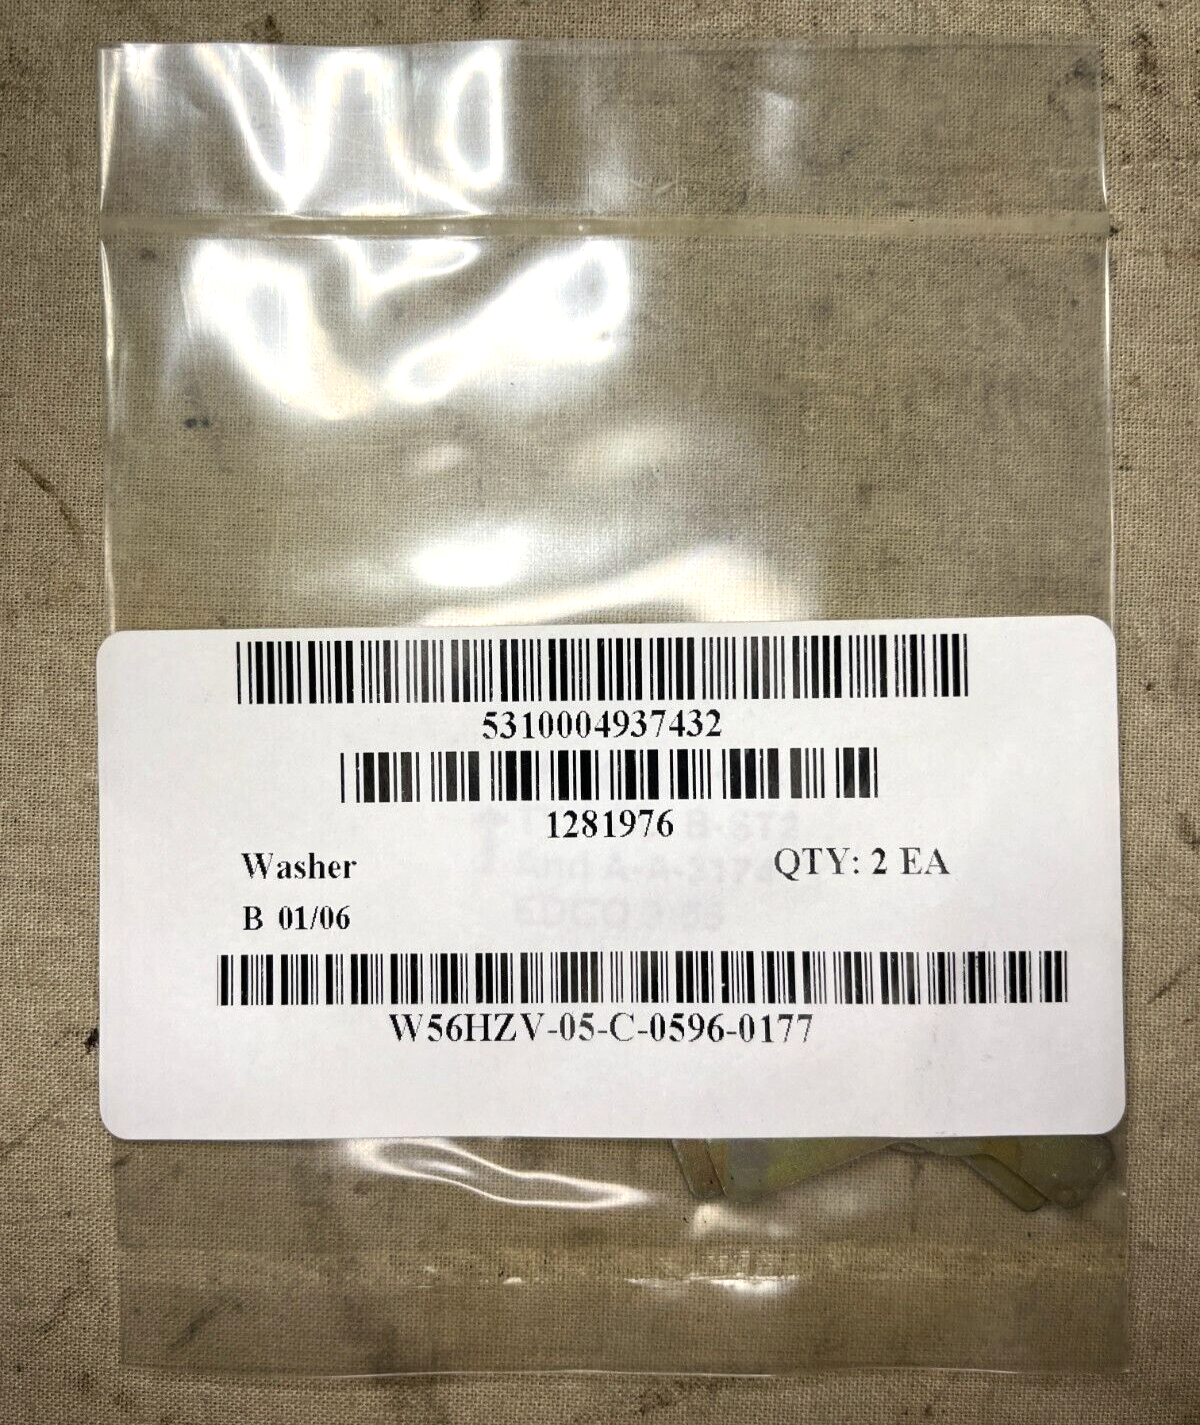 5310004937432
1281976
Washer
QTY: 2 EA
B 01/06
W56HZV-05-C-0596-0177